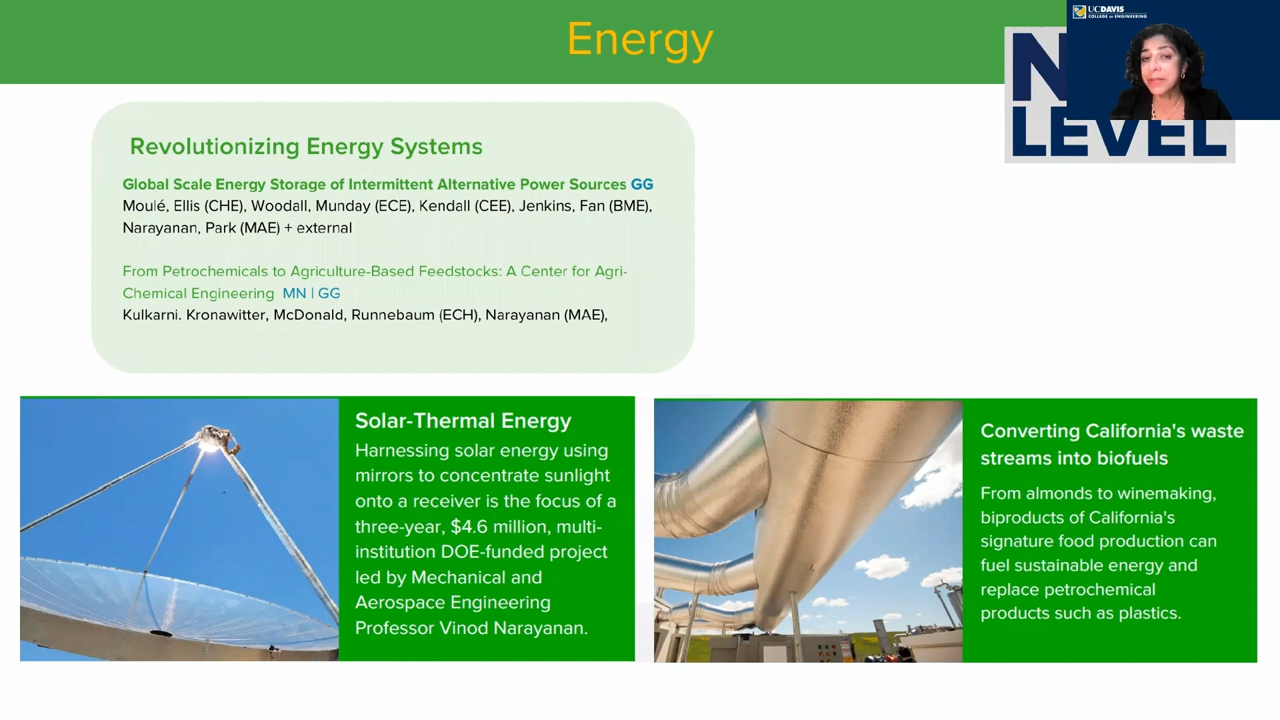 Energy
UCDAVIS
COLLEGE OF ENGINEERING
N
LEVEL
Revolutionizing Energy Systems
Global Scale Energy Storage of Intermittent Alternative Power Sources GG
Moulé, Ellis (CHE), Woodall, Munday (ECE), Kendall (CEE), Jenkins, Fan (BME),
Narayanan, Park (MAE) + external
From Petrochemicals to Agriculture-Based Feedstocks: A Center for Agri-
Chemical Engineering MN | GG
Kulkarni. Kronawitter, McDonald, Runnebaum (ECH), Narayanan (MAE),
Solar-Thermal Energy
Harnessing solar energy using
mirrors to concentrate sunlight
onto a receiver is the focus of a
three-year, $4.6 million, multi-
institution DOE-funded project
led by Mechanical and
Aerospace Engineering
Professor Vinod Narayanan.
Converting California's waste
streams into biofuels
From almonds to winemaking,
biproducts of California's
signature food production can
fuel sustainable energy and
replace petrochemical
products such as plastics.